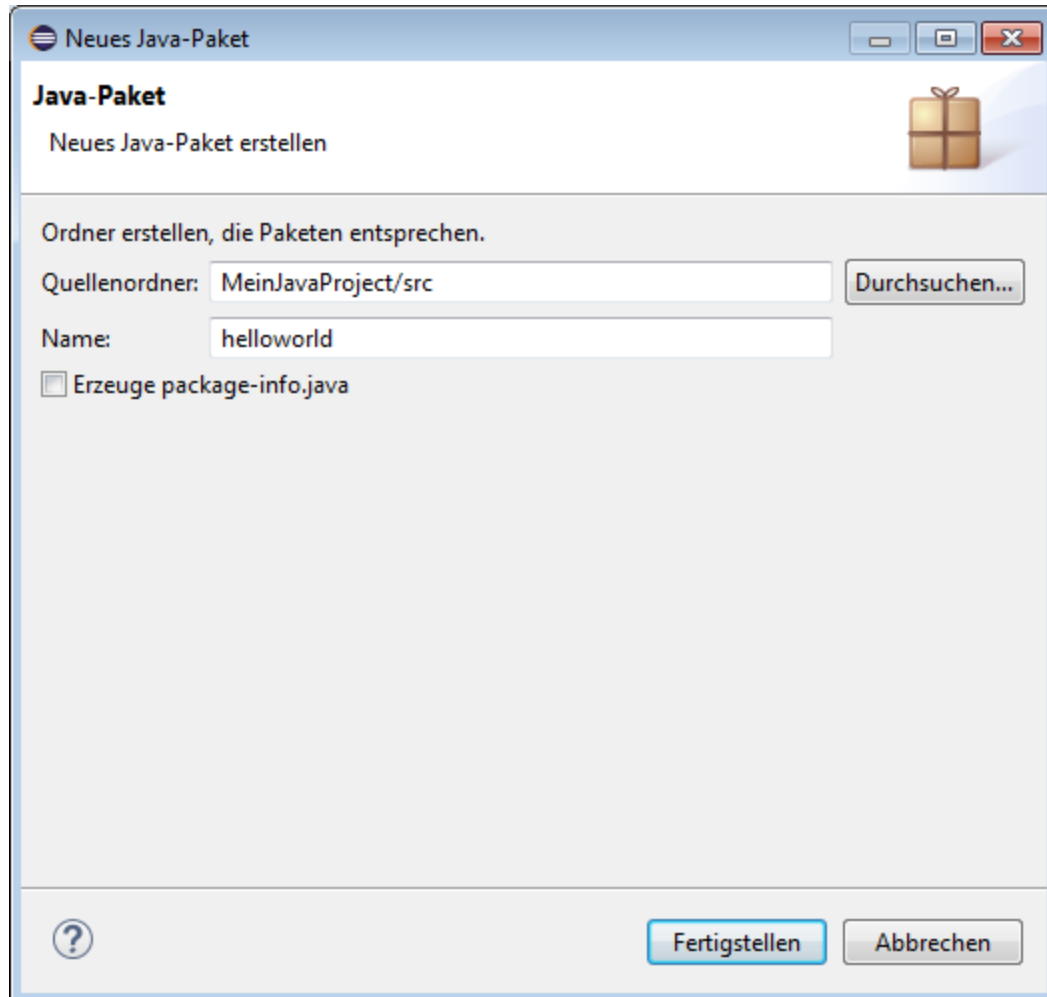 Neues Java-Paket
Java-Paket
Neues Java-Paket erstellen
Ordner erstellen, die Paketen entsprechen.
Quellenordner: MeinJavaProject/src Durchsuchen...
Name: helloworld
Erzeuge package-info.java
? Fertigstellen Abbrechen